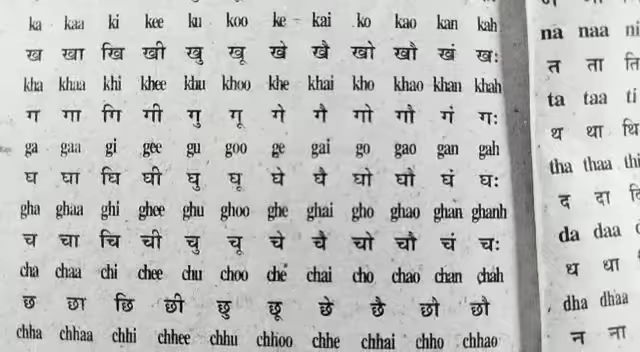 ka kaa ki kee ku koo ke kai ko kao kan kah
ख खा खि खी खु खू खे खै खो खौ खं खः
kha khaa khi khee khu khoo khe khai kho khao khan khah
ग गा गि गी गु गू गे गै गो गौ गं गः
ga gaa gi gee gu goo ge gai go gao gan gah
घ घा घि घी घु घू घे घै घो घौ घं घः
gha ghaa ghi ghee ghu ghoo ghe ghai gho ghao ghan ghanh
च चा चि ची चु चू चे चै चो चौ चं चः
cha chaa chi chee chu choo che chai cho chao chan chah
छ छा छि छी छु छू छे छै छो छौ
chha chhaa chhi chhee chhu chhoo chhe chhai chho chhao
na naa ni
त ता ति
ta taa ti
थ था थि
tha thaa thi
द दा दि
da daa
ध धा
dha dhaa
न ना